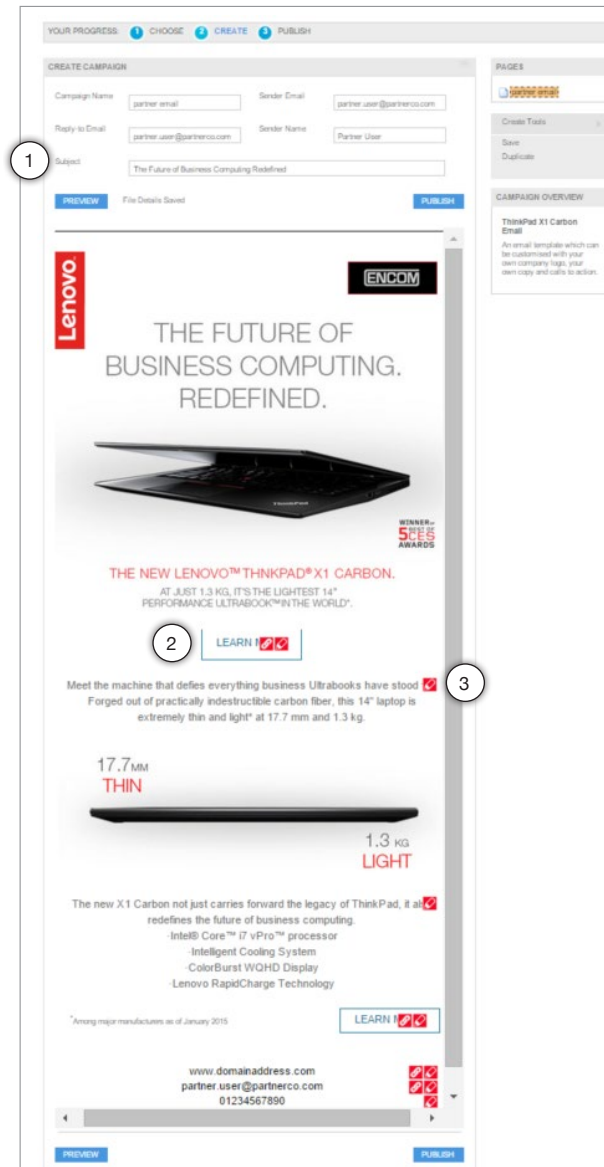 YOUR PROGRESS: 1 CHOOSE 2 CREATE 3 PUBLISH
CREATE CAMPAIGN
Campaign Name partner email Sender Email partner.user@partnerco.com
Reply-to Email partner.user@partnerco.com Sender Name Partner User
1
Subject The Future of Business Computing Redefined
PREVIEW File Details Saved PUBLISH
PAGES
partner email
Create Tools
Save
Duplicate
CAMPAIGN OVERVIEW
ThinkPad X1 Carbon
Email
An email template which can
be customised with your
own company logo, your
own copy and calls to action.
Lenovo
ENCOM
THE FUTURE OF
BUSINESS COMPUTING.
REDEFINED.
ThinkPad
WINNER OF
5 BEST OF
CES
AWARDS
THE NEW LENOVO™ THNKPAD® X1 CARBON.
AT JUST 1.3 KG, IT'S THE LIGHTEST 14"
PERFORMANCE ULTRABOOK™ IN THE WORLD*.
2
LEARN M
Meet the machine that defies everything business Ultrabooks have stood
3
Forged out of practically indestructible carbon fiber, this 14" laptop is
extremely thin and light* at 17.7 mm and 1.3 kg.
17.7MM
THIN
1.3 KG
LIGHT
The new X1 Carbon not just carries forward the legacy of ThinkPad, it als
redefines the future of business computing.
·Intel® Core™ i7 vPro™ processor
·Intelligent Cooling System
·ColorBurst WQHD Display
·Lenovo RapidCharge Technology
*Among major manufacturers as of January 2015
LEARN M
www.domainaddress.com
partner.user@partnerco.com
01234567890
PREVIEW PUBLISH